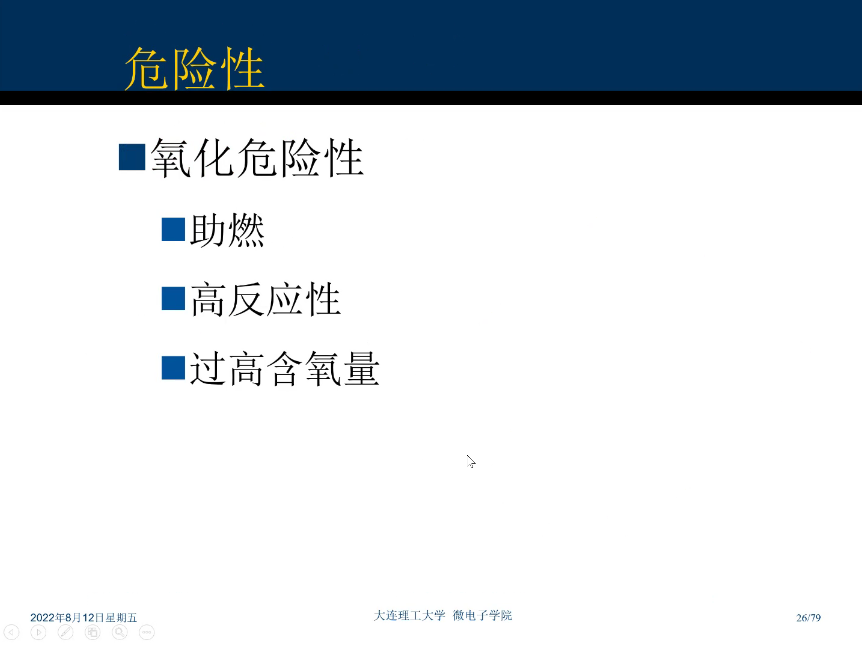 危险性
氧化危险性
助燃
高反应性
过高含氧量
2022年8月12日星期五
大连理工大学 微电子学院
26/79